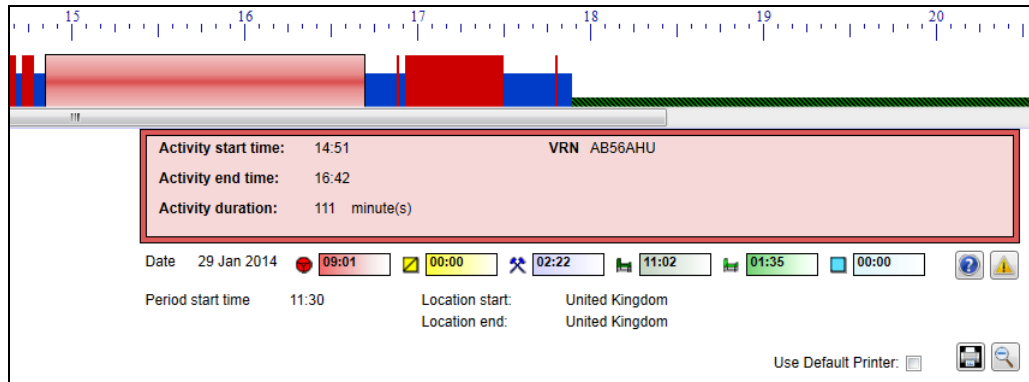 15 16 17 18 19 20
Activity start time: 14:51 VRN AB56AHU
Activity end time: 16:42
Activity duration: 111 minute(s)
Date 29 Jan 2014 09:01 00:00 02:22 11:02 01:35 00:00
Period start time 11:30 Location start: United Kingdom
Location end: United Kingdom
Use Default Printer: